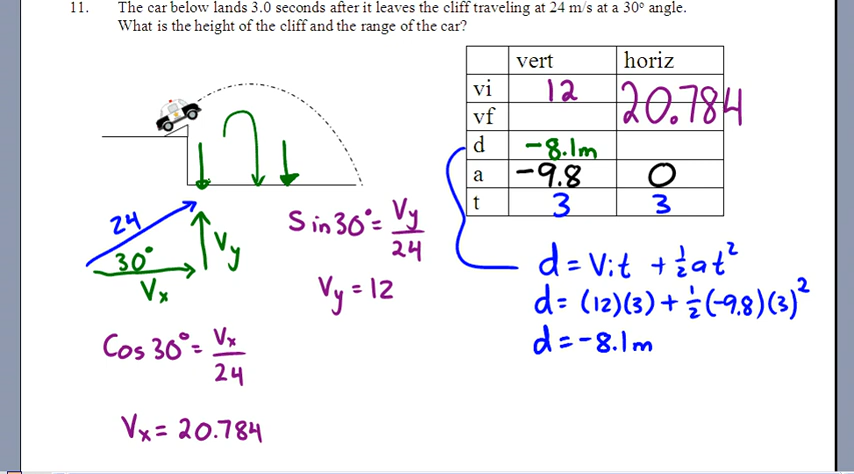 11. The car below lands 3.0 seconds after it leaves the cliff traveling at 24 m/s at a 30° angle.
What is the height of the cliff and the range of the car?
vert horiz
vi 12 20.784
vf
d -8.1m
a -9.8 0
t 3 3
24
30°
Vx
Vy
Sin30°= Vy/24
Vy = 12
Cos 30°= Vx/24
Vx = 20.784
d = Vit + ½at²
d= (12)(3) + ½(-9.8)(3)²
d = -8.1m